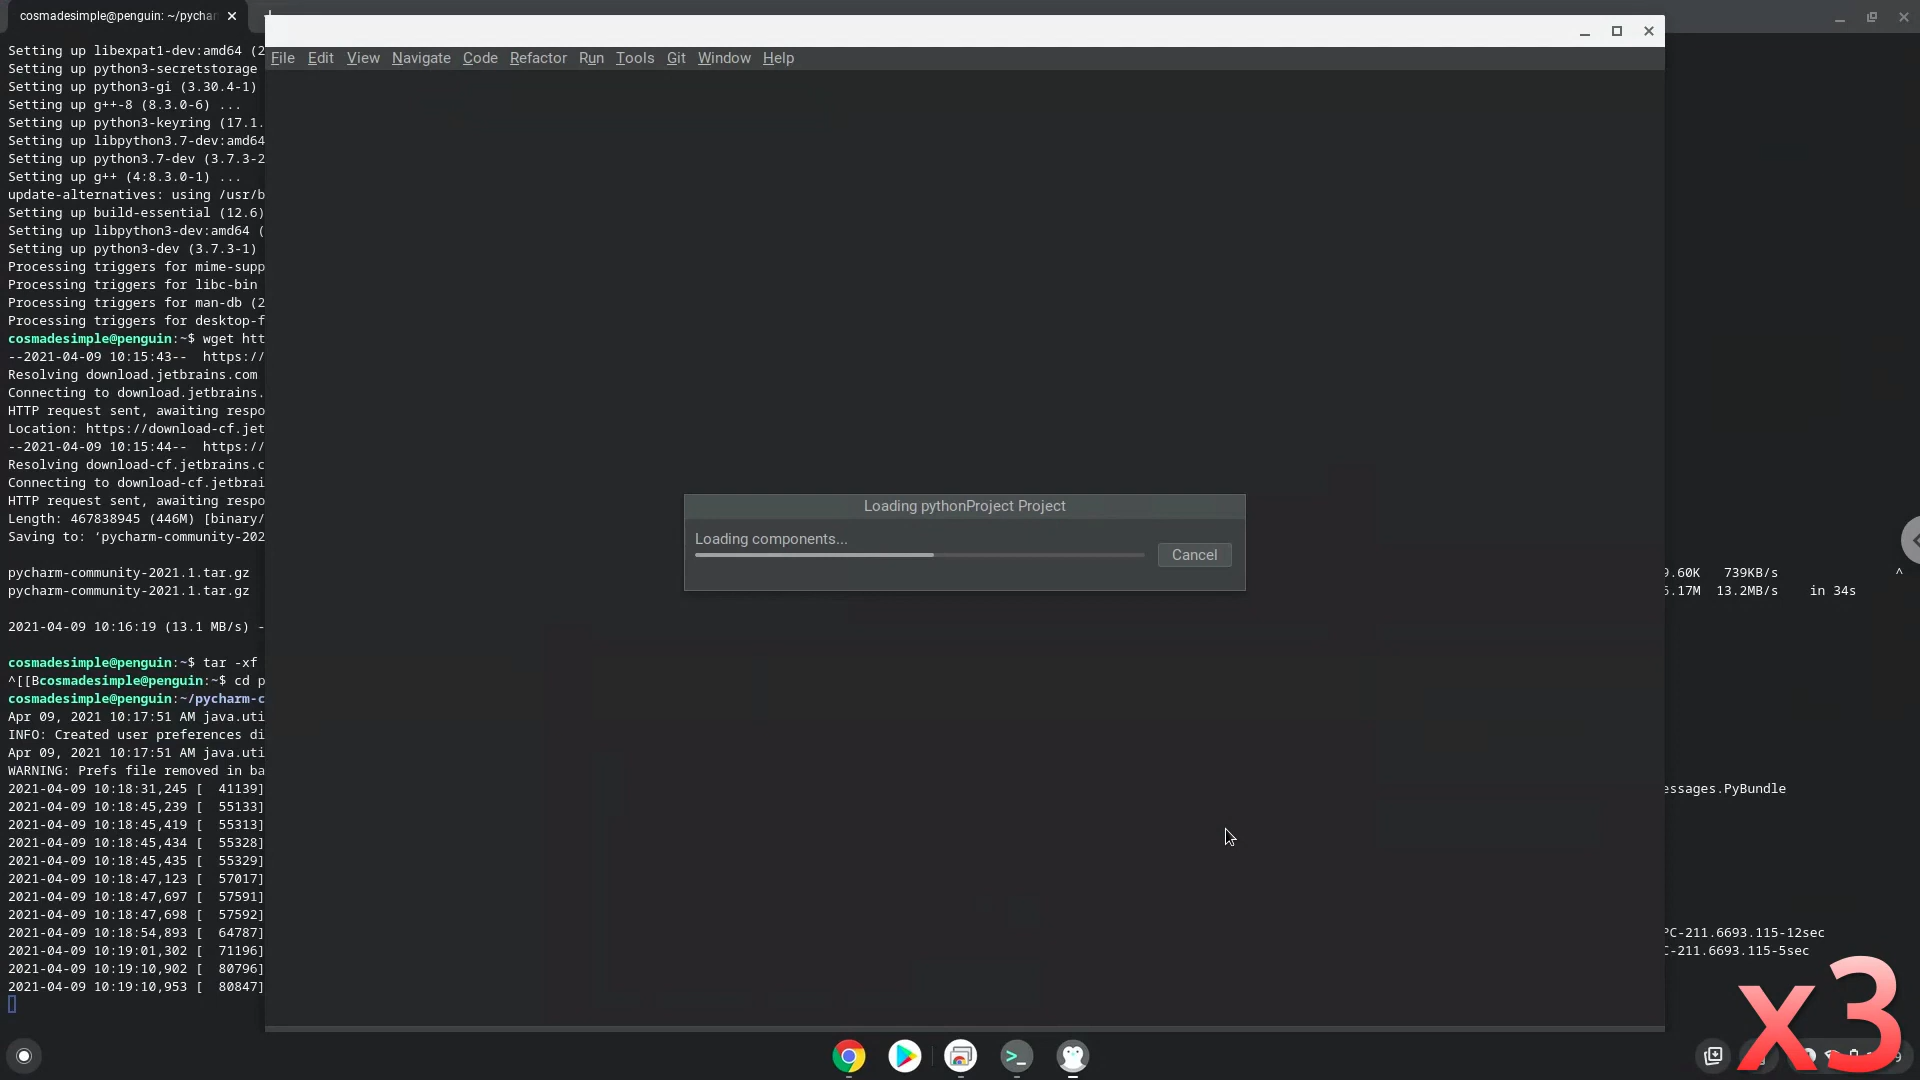 cosmadesimple@penguin: ~/pychar
File Edit View Navigate Code Refactor Run Tools Git Window Help
Setting up libexpat1-dev:amd64 (2
Setting up python3-secretstorage
Setting up python3-gi (3.30.4-1)
Setting up g++-8 (8.3.0-6) ...
Setting up python3-keyring (17.1.
Setting up libpython3.7-dev:amd64
Setting up python3.7-dev (3.7.3-2
Setting up g++ (4:8.3.0-1) ...
update-alternatives: using /usr/b
Setting up build-essential (12.6)
Setting up libpython3-dev:amd64 (
Setting up python3-dev (3.7.3-1)
Processing triggers for mime-supp
Processing triggers for libc-bin
Processing triggers for man-db (2
Processing triggers for desktop-f
cosmadesimple@penguin:~$ wget htt
--2021-04-09 10:15:43-- https://
Resolving download.jetbrains.com
Connecting to download.jetbrains.
HTTP request sent, awaiting respo
Location: https://download-cf.jet
--2021-04-09 10:15:44-- https://
Resolving download-cf.jetbrains.c
Connecting to download-cf.jetbrai
HTTP request sent, awaiting respo
Length: 467838945 (446M) [binary/
Saving to: ‘pycharm-community-202
Loading pythonProject Project
Loading components...
Cancel
pycharm-community-2021.1.tar.gz 9.60K 739KB/s ^
pycharm-community-2021.1.tar.gz 6.17M 13.2MB/s in 34s
2021-04-09 10:16:19 (13.1 MB/s) -
cosmadesimple@penguin:~$ tar -xf
^[[Bcosmadesimple@penguin:~$ cd p
cosmadesimple@penguin:~/pycharm-c
Apr 09, 2021 10:17:51 AM java.uti
INFO: Created user preferences di
Apr 09, 2021 10:17:51 AM java.uti
WARNING: Prefs file removed in ba
2021-04-09 10:18:31,245 [ 41139] essages.PyBundle
2021-04-09 10:18:45,239 [ 55133]
2021-04-09 10:18:45,419 [ 55313]
2021-04-09 10:18:45,434 [ 55328]
2021-04-09 10:18:45,435 [ 55329]
2021-04-09 10:18:47,123 [ 57017]
2021-04-09 10:18:47,697 [ 57591]
2021-04-09 10:18:47,698 [ 57592]
2021-04-09 10:18:54,893 [ 64787] PC-211.6693.115-12sec
2021-04-09 10:19:01,302 [ 71196] C-211.6693.115-5sec
2021-04-09 10:19:10,902 [ 80796]
2021-04-09 10:19:10,953 [ 80847]
x3